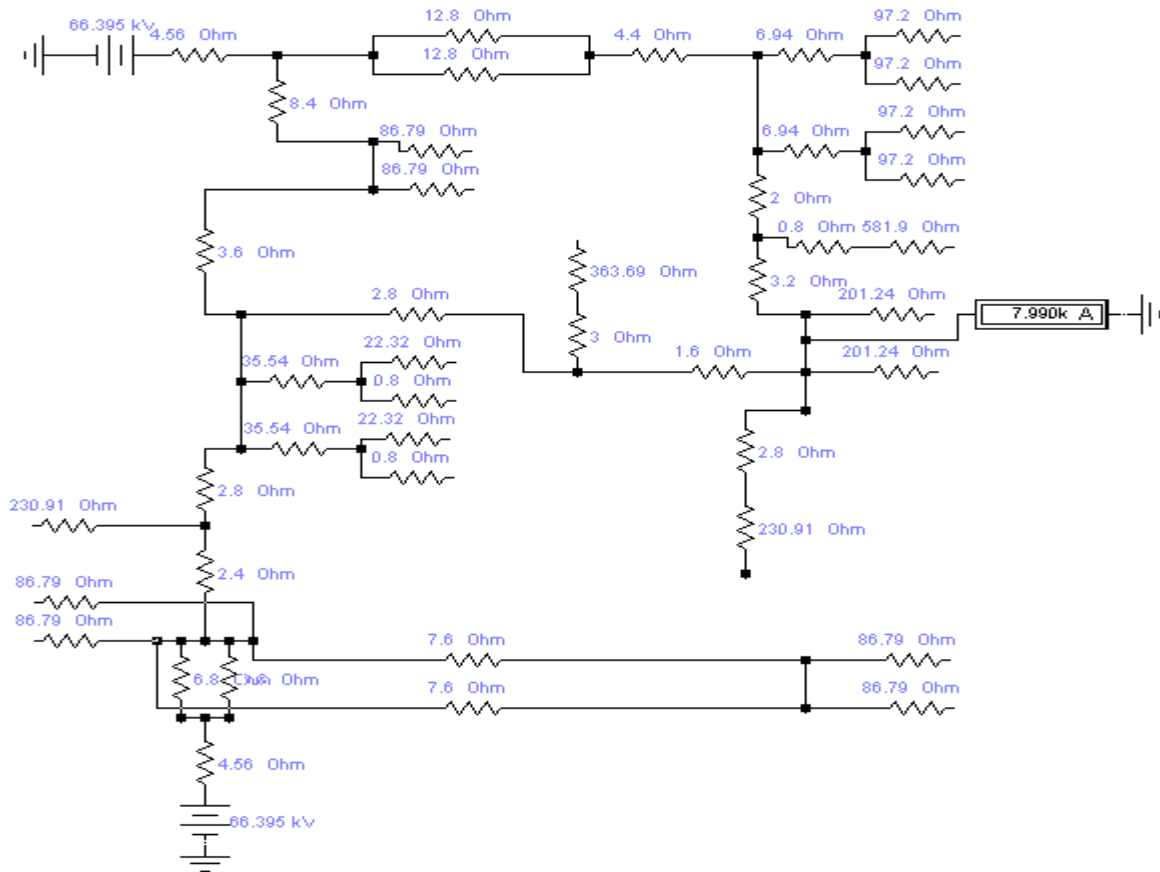 12.8 Ohm
97.2 Ohm
66.395 kV
4.56 Ohm
4.4 Ohm
6.94 Ohm
12.8 Ohm
97.2 Ohm
8.4 Ohm
97.2 Ohm
86.79 Ohm
6.94 Ohm
97.2 Ohm
86.79 Ohm
2 Ohm
0.8 Ohm
581.9 Ohm
3.6 Ohm
363.69 Ohm
3.2 Ohm
2.8 Ohm
201.24 Ohm
7.990k A
22.32 Ohm
3 Ohm
35.54 Ohm
1.6 Ohm
201.24 Ohm
0.8 Ohm
22.32 Ohm
35.54 Ohm
2.8 Ohm
0.8 Ohm
2.8 Ohm
230.91 Ohm
230.91 Ohm
2.4 Ohm
86.79 Ohm
86.79 Ohm
7.6 Ohm
86.79 Ohm
6.8
Ohm
7.6 Ohm
86.79 Ohm
4.56 Ohm
66.395 kV